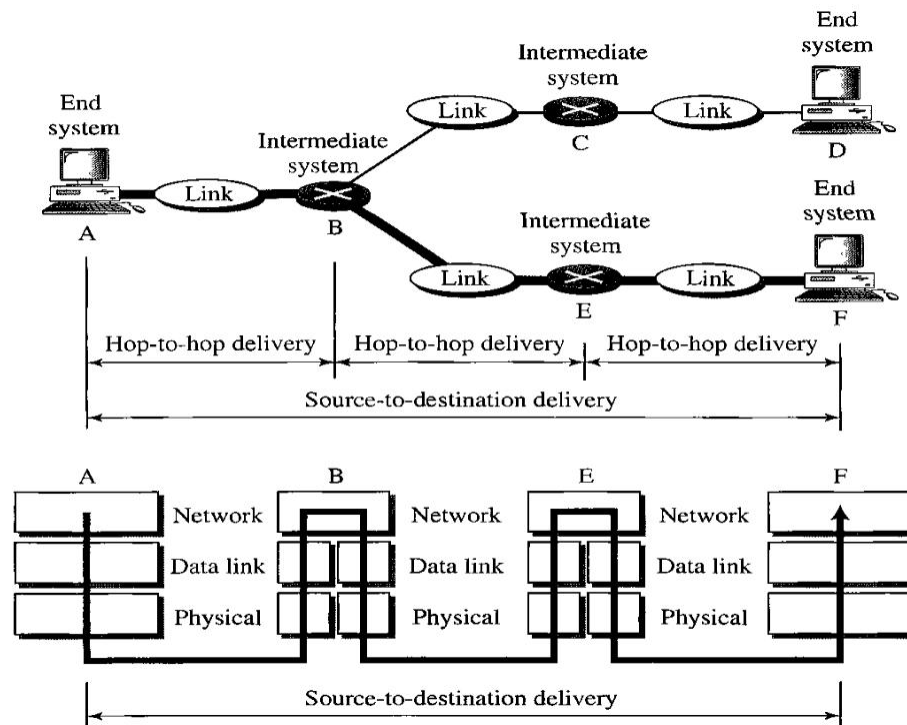 End
system
Intermediate
system
Link
Link
C
D
End
system
Intermediate
system
Link
A
B
End
system
Intermediate
system
Link
Link
E
F
Hop-to-hop delivery
Hop-to-hop delivery
Hop-to-hop delivery
Source-to-destination delivery
A
B
E
F
Network
Network
Network
Data link
Data link
Data link
Physical
Physical
Physical
Source-to-destination delivery